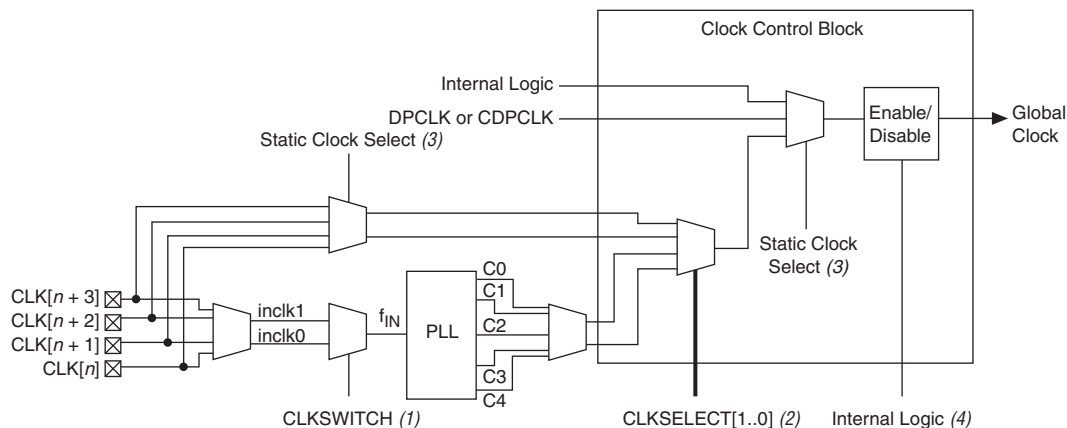 Clock Control Block
Internal Logic
DPCLK or CDPCLK
Static Clock Select (3)
Enable/
Disable
Global
Clock
Static Clock
Select (3)
CLK[n + 3]
CLK[n + 2]
CLK[n + 1]
CLK[n]
inclk1
inclk0
fIN
PLL
C0
C1
C2
C3
C4
CLKSWITCH (1)
CLKSELECT[1..0] (2)
Internal Logic (4)